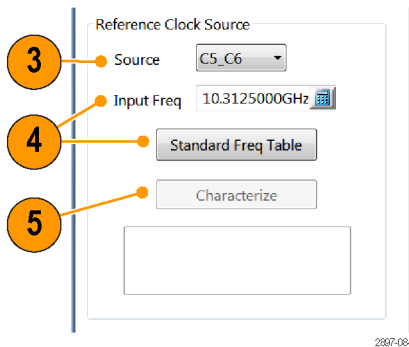 Reference Clock Source
3
Source
C5_C6
Input Freq
10.3125000GHz
4
Standard Freq Table
Characterize
5
2897-08